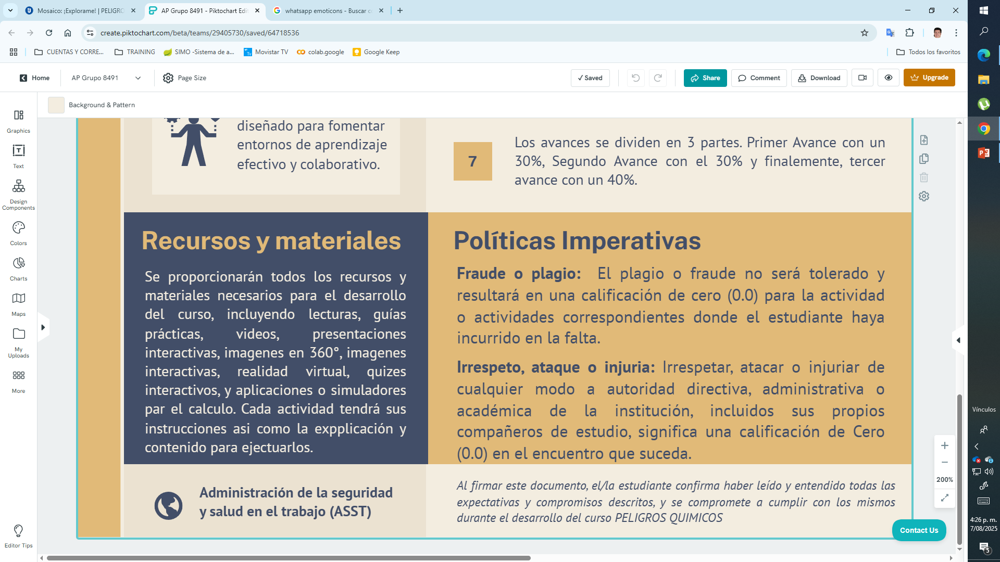 Mosaico: ¡Explorame! | PELIGRO
AP Grupo 8491 - Piktochart Edit
whatsapp emoticons - Buscar c
create.piktochart.com/beta/teams/29405730/saved/64718536
CUENTAS Y CORRE...
TRAINING
SIMO -Sistema de a...
Movistar TV
colab.google
Google Keep
Todos los favoritos
Home
AP Grupo 8491
Page Size
✓ Saved
Share
Comment
Download
Upgrade
Background & Pattern
Graphics
Text
Design
Components
Colors
Charts
Maps
My
Uploads
More
Editor Tips
diseñado para fomentar
entornos de aprendizaje
efectivo y colaborativo.
7
Los avances se dividen en 3 partes. Primer Avance con un
30%, Segundo Avance con el 30% y finalemente, tercer
avance con un 40%.
Recursos y materiales
Se proporcionarán todos los recursos y
materiales necesarios para el desarrollo
del curso, incluyendo lecturas, guías
prácticas, videos, presentaciones
interactivas, imagenes en 360°, imagenes
interactivas, realidad virtual, quizes
interactivos, y aplicaciones o simuladores
par el calculo. Cada actividad tendrá sus
instrucciones asi como la expplicación y
contenido para ejectuarlos.
Políticas Imperativas
Fraude o plagio: El plagio o fraude no será tolerado y
resultará en una calificación de cero (0.0) para la actividad
o actividades correspondientes donde el estudiante haya
incurrido en la falta.
Irrespeto, ataque o injuria: Irrespetar, atacar o injuriar de
cualquier modo a autoridad directiva, administrativa o
académica de la institución, incluidos sus propios
compañeros de estudio, significa una calificación de Cero
(0.0) en el encuentro que suceda.
Administración de la seguridad
y salud en el trabajo (ASST)
Al firmar este documento, el/la estudiante confirma haber leído y entendido todas las
expectativas y compromisos descritos, y se compromete a cumplir con los mismos
durante el desarrollo del curso PELIGROS QUIMICOS
200%
Contact Us
Vínculos
4:26 p. m.
7/08/2025
5